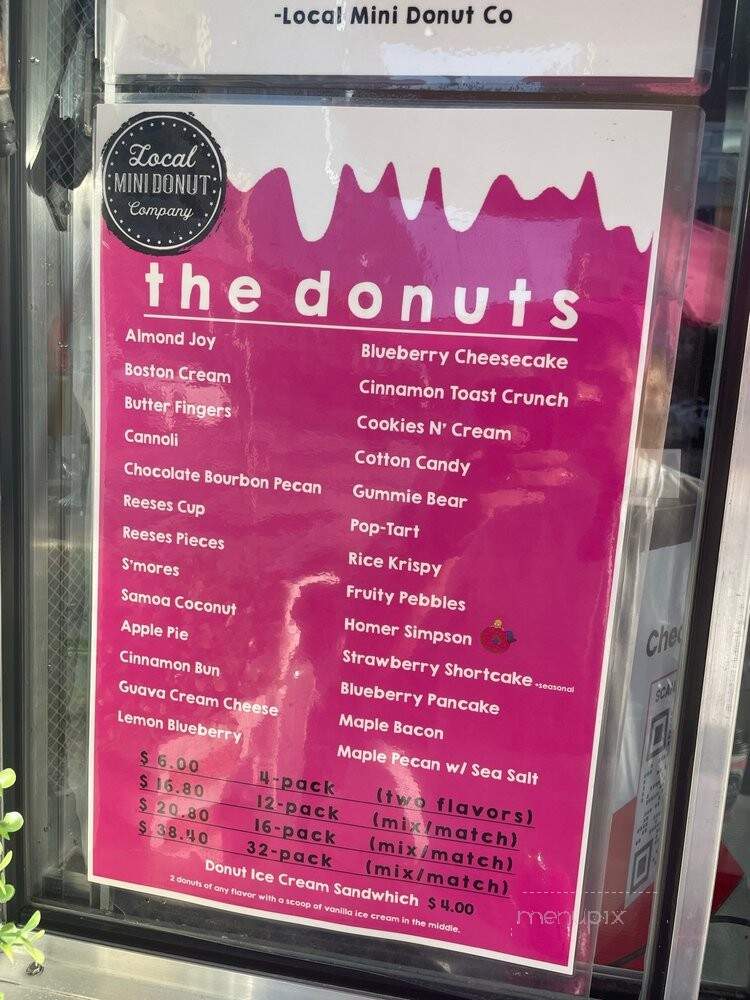 -Local Mini Donut Co
Local
MINI DONUT
Company
the donuts
Almond Joy
Boston Cream
Butter Fingers
Cannoli
Chocolate Bourbon Pecan
Reeses Cup
Reeses Pieces
S'mores
Samoa Coconut
Apple Pie
Cinnamon Bun
Guava Cream Cheese
Lemon Blueberry
Blueberry Cheesecake
Cinnamon Toast Crunch
Cookies N' Cream
Cotton Candy
Gummie Bear
Pop-Tart
Rice Krispy
Fruity Pebbles
Homer Simpson
Strawberry Shortcake -seasonal
Blueberry Pancake
Maple Bacon
Maple Pecan w/ Sea Salt
$ 6.00 4-pack (two flavors)
$ 16.80 12-pack (mix/match)
$ 20.80 16-pack (mix/match)
$ 38.40 32-pack (mix/match)
Donut Ice Cream Sandwhich $4.00
2 donuts of any flavor with a scoop of vanilla ice cream in the middle.
menupix